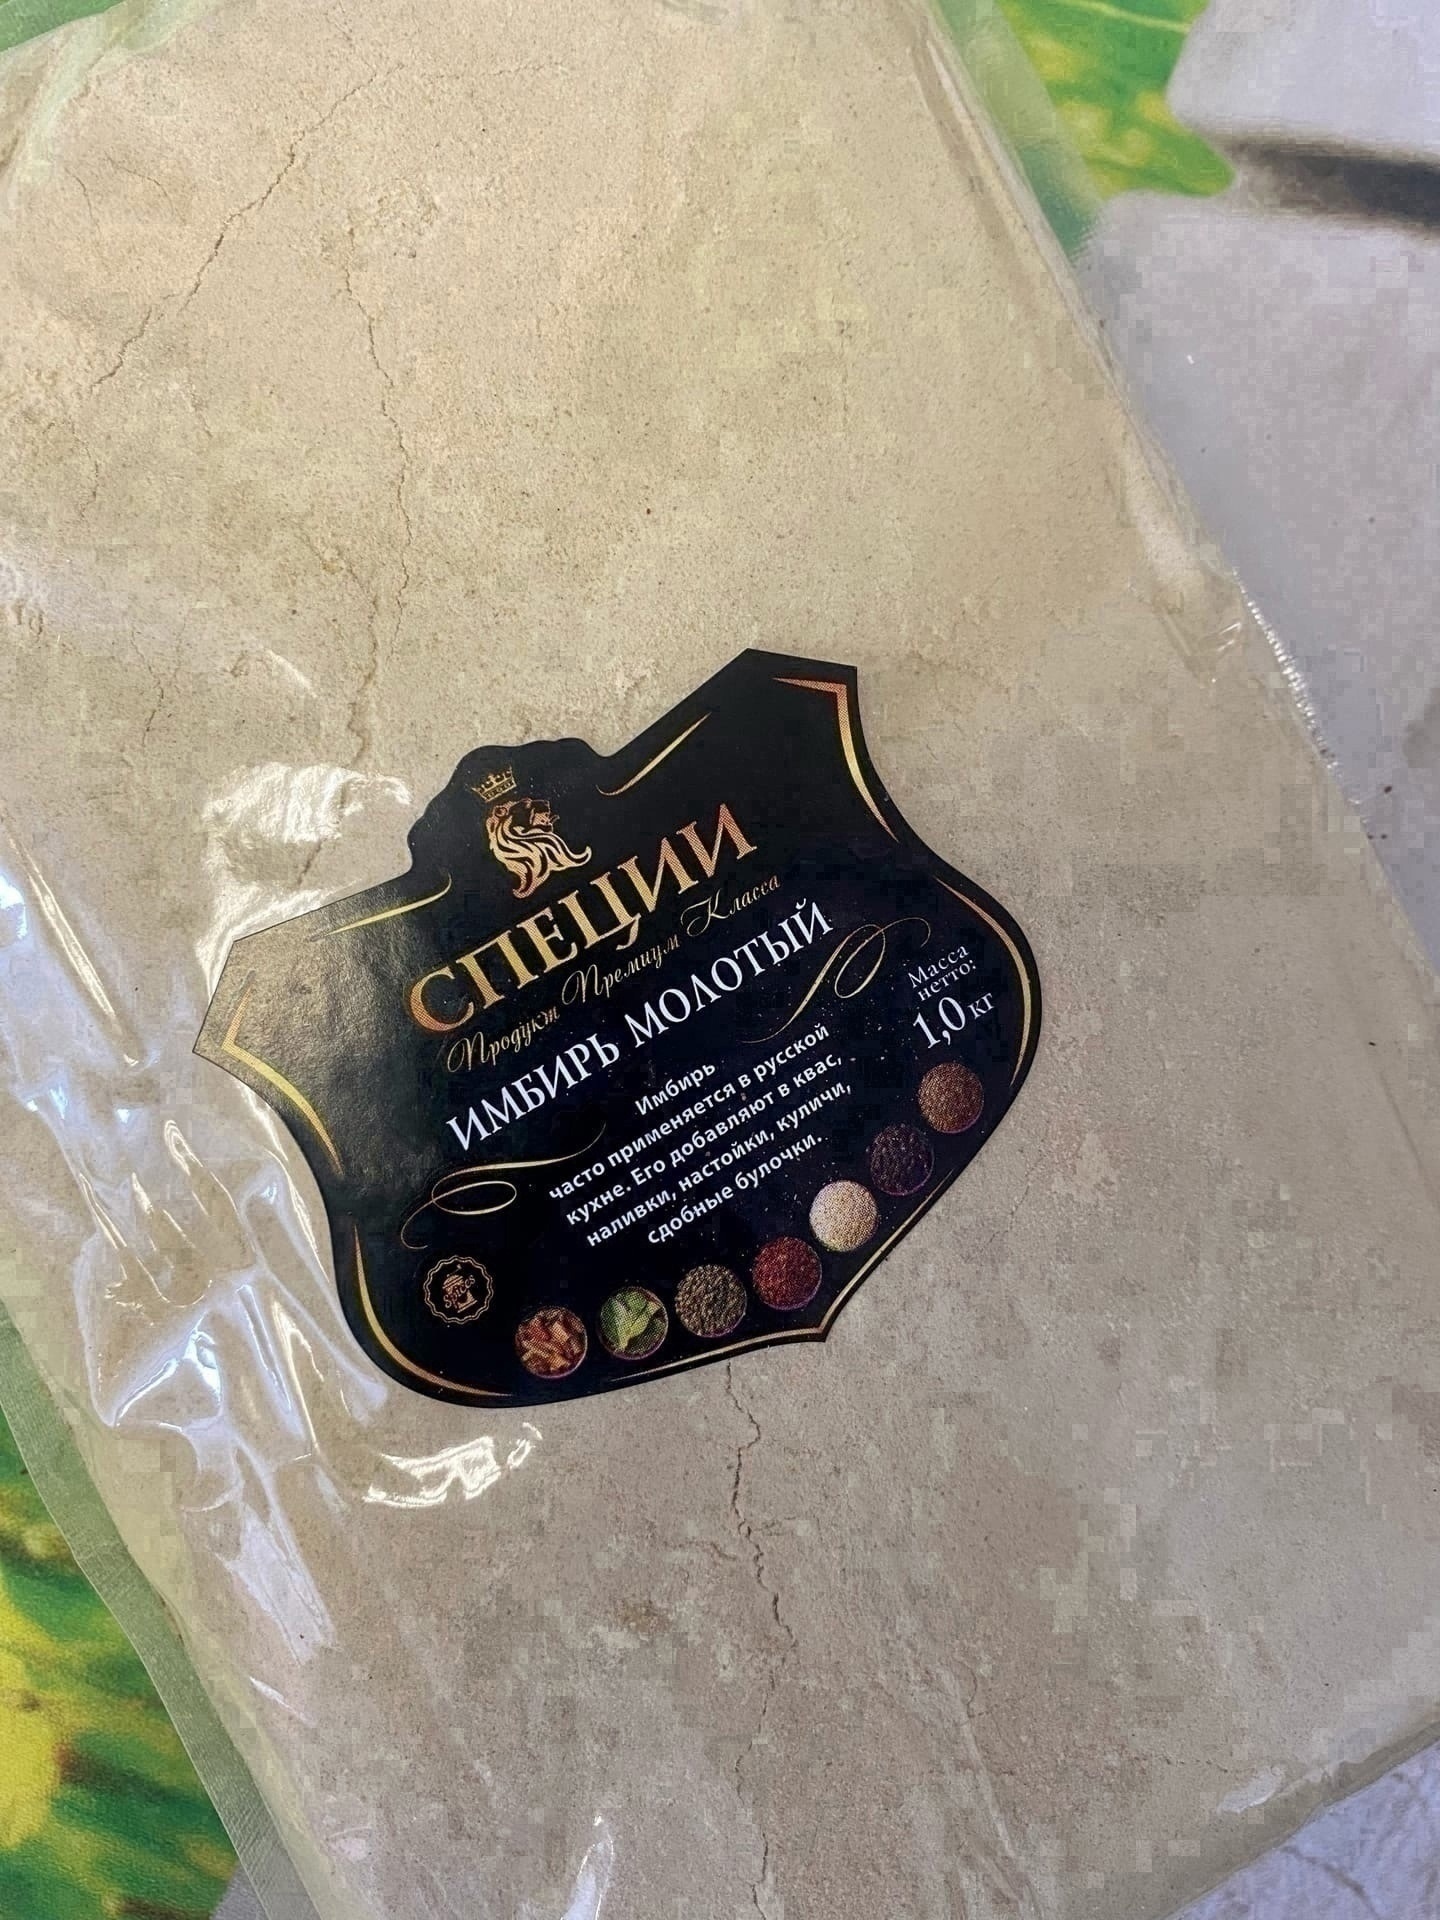 СПЕЦИИ
Продукт Премиум Класса
ИМБИРЬ МОЛОТЫЙ
Масса
нетто:
1,0 кг
Имбирь
часто применяется в русской
кухне. Его добавляют в квас,
наливки, настойки, куличи,
сдобные булочки.
Spices